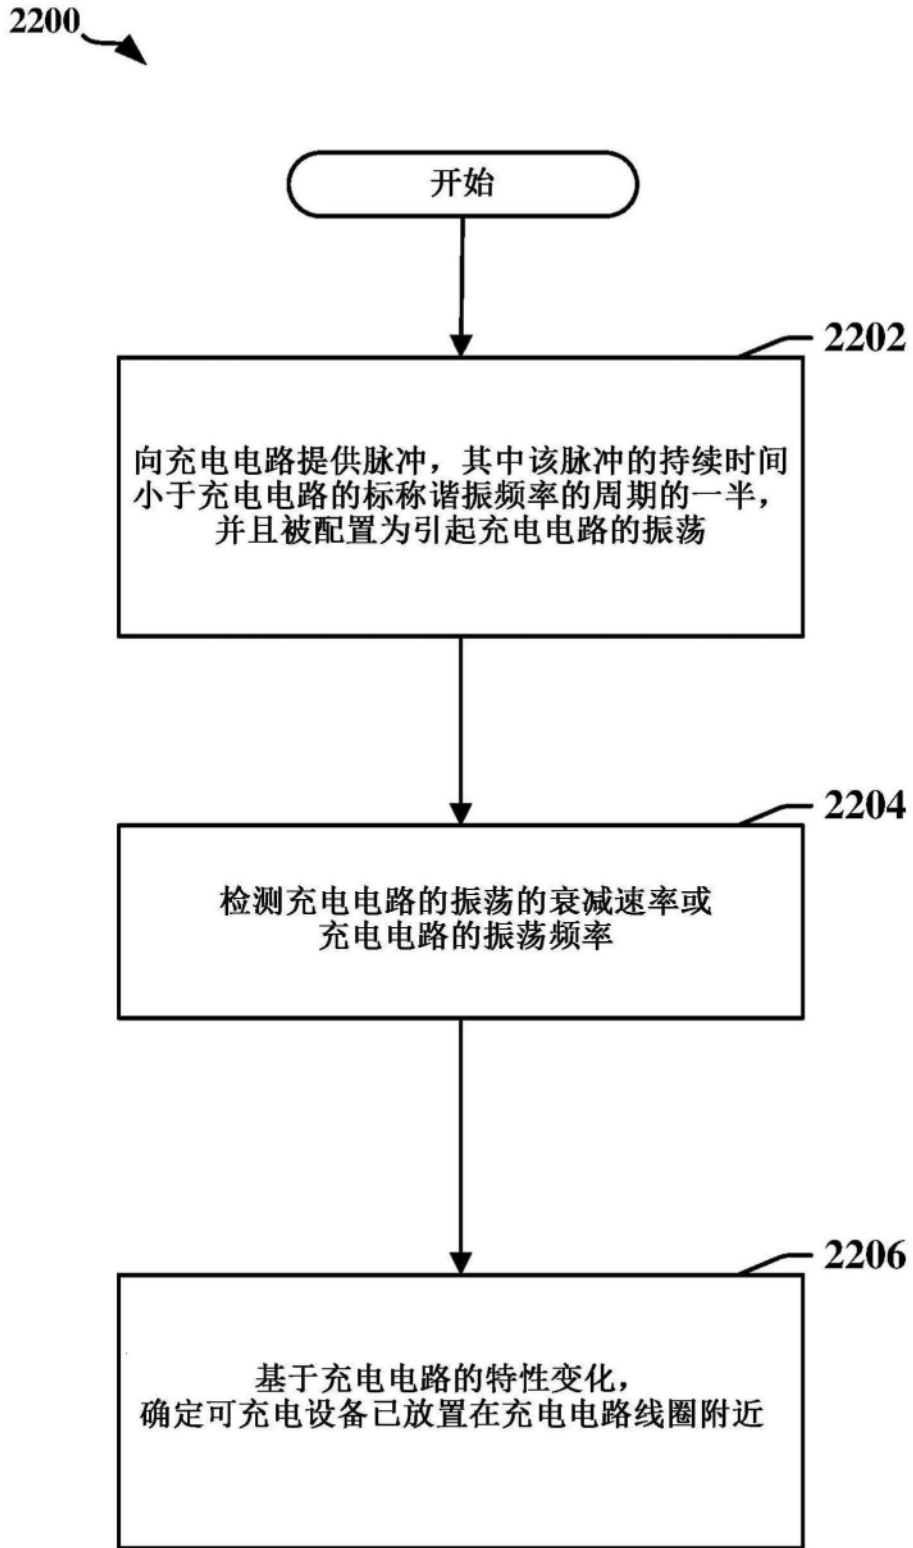 2200
开始
2202
向充电电路提供脉冲，其中该脉冲的持续时间
小于充电电路的标称谐振频率的周期的一半，
并且被配置为引起充电电路的振荡
2204
检测充电电路的振荡的衰减速率或
充电电路的振荡频率
2206
基于充电电路的特性变化，
确定可充电设备已放置在充电电路线圈附近